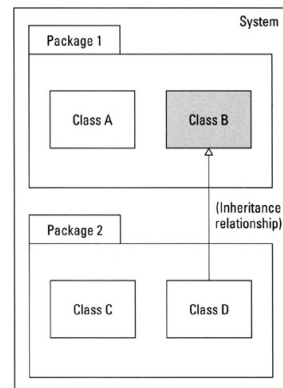 System
Package 1
Class A
Class B
(Inheritance
relationship)
Package 2
Class C
Class D